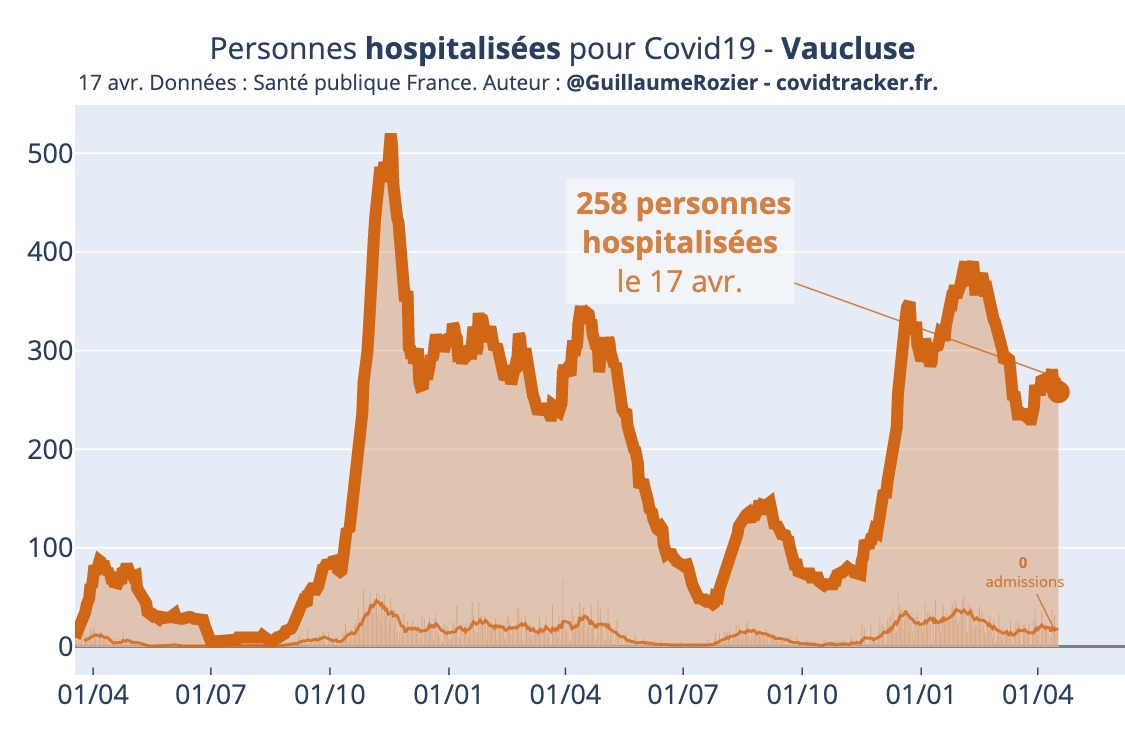 Personnes hospitalisées pour Covid19 - Vaucluse
17 avr. Données : Santé publique France. Auteur : @GuillaumeRozier - covidtracker.fr.
500
258 personnes
hospitalisées
le 17 avr.
400
300
200
100
0
admissions
0
01/04
01/07
01/10
01/01
01/04
01/07
01/10
01/01
01/04